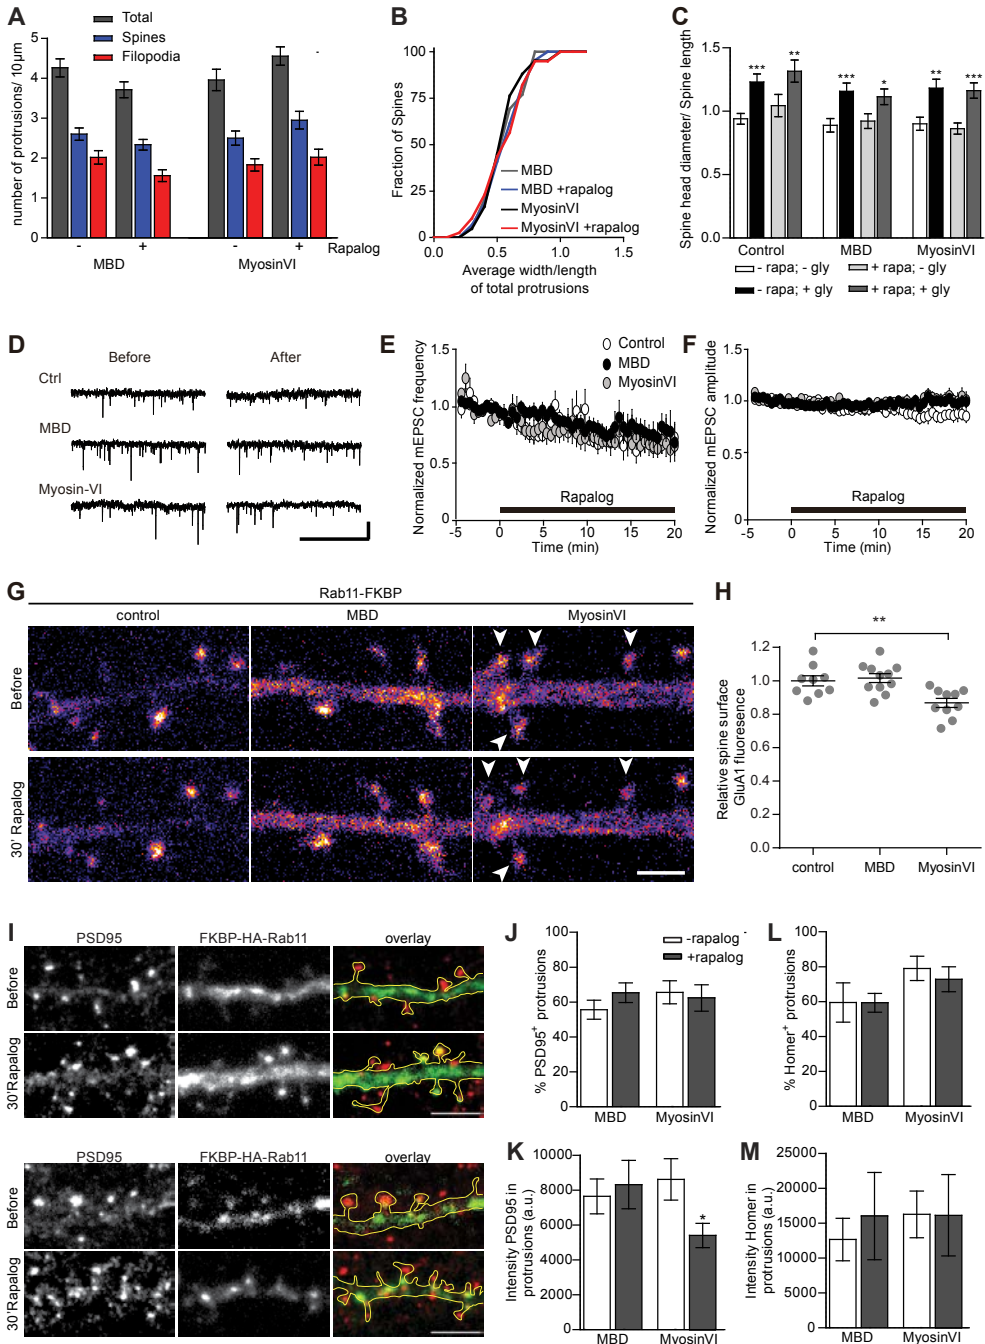 A
Total
Spines
Filopodia
number of protrusions/ 10µm
5
4
3
2
1
0
- + - + Rapalog
MBD MyosinVI
B
Fraction of Spines
100
75
50
25
0
MBD
MBD +rapalog
MyosinVI
MyosinVI +rapalog
0.0 0.5 1.0 1.5
Average width/length
of total protrusions
C
Spine head diameter/ Spine length
1.5
1.0
0.5
0.0
*** ** *** * ** ***
Control MBD MyosinVI
- rapa; - gly + rapa; - gly
- rapa; + gly + rapa; + gly
D
Before After
Ctrl
MBD
Myosin-VI
E
Normalized mEPSC frequency
1.5
1.0
0.5
0
Control
MBD
MyosinVI
Rapalog
-5 0 5 10 15 20
Time (min)
F
Normalized mEPSC amplitude
1.5
1.0
0.5
0
Rapalog
-5 0 5 10 15 20
Time (min)
G
Rab11-FKBP
control MBD MyosinVI
Before
30' Rapalog
H
Relative spine surface
GluA1 fluoresence
**
1.2
1.0
0.8
0.6
0.4
0.2
0.0
control MBD MyosinVI
I
PSD95 FKBP-HA-Rab11 overlay
Before
30'Rapalog
PSD95 FKBP-HA-Rab11 overlay
Before
30'Rapalog
J
% PSD95+ protrusions
100
80
60
40
20
0
-rapalog
+rapalog
MBD MyosinVI
L
% Homer+ protrusions
100
80
60
40
20
0
MBD MyosinVI
K
Intensity PSD95 in
protrusions (a.u.)
10000
8000
6000
4000
2000
0
*
MBD MyosinVI
M
Intensity Homer in
protrusions (a.u.)
25000
20000
15000
10000
5000
0
MBD MyosinVI